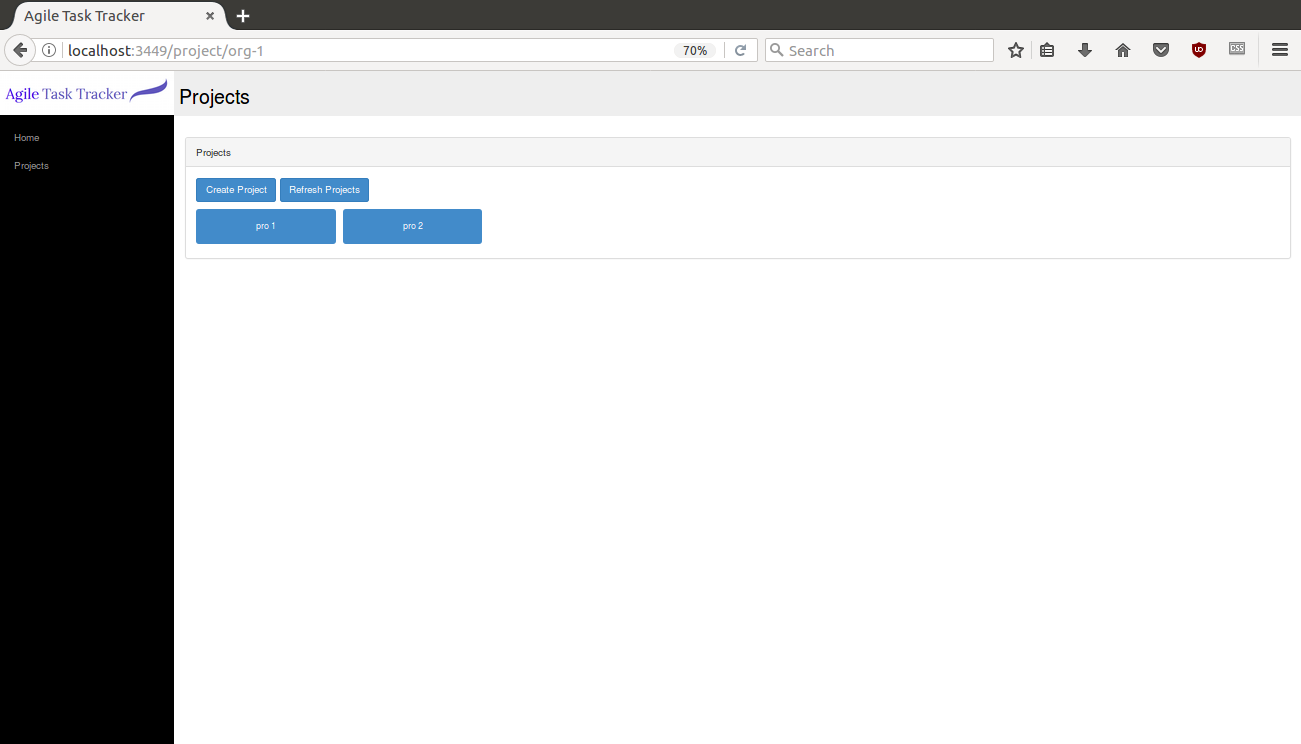 Agile Task Tracker
localhost:3449/project/org-1
70%
Search
CSS
Agile Task Tracker
Projects
Home
Projects
Projects
Create Project
Refresh Projects
pro 1
pro 2